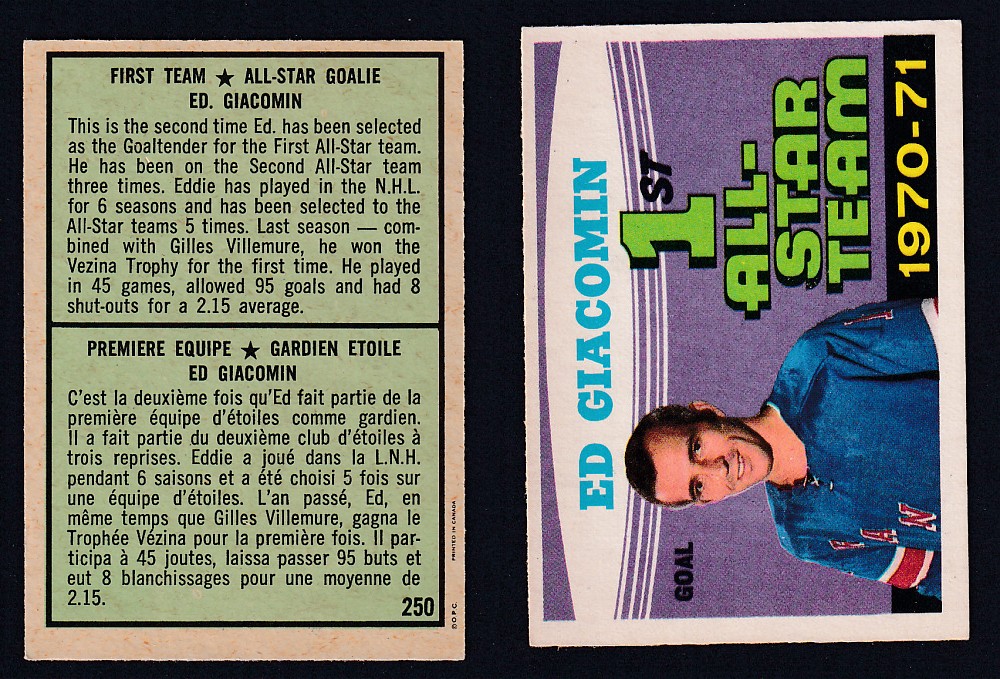 FIRST TEAM ★ ALL-STAR GOALIE
ED. GIACOMIN
This is the second time Ed. has been selected
as the Goaltender for the First All-Star team.
He has been on the Second All-Star team
three times. Eddie has played in the N.H.L.
for 6 seasons and has been selected to the
All-Star teams 5 times. Last season — com-
bined with Gilles Villemure, he won the
Vezina Trophy for the first time. He played
in 45 games, allowed 95 goals and had 8
shut-outs for a 2.15 average.
PREMIERE EQUIPE ★ GARDIEN ETOILE
ED GIACOMIN
C'est la deuxième fois qu'Ed fait partie de la
première équipe d'étoiles comme gardien.
Il a fait partie du deuxième club d'étoiles à
trois reprises. Eddie a joué dans la L.N.H.
pendant 6 saisons et a été choisi 5 fois sur
une équipe d'étoiles. L'an passé, Ed, en
même temps que Gilles Villemure, gagna le
Trophée Vézina pour la première fois. Il par-
ticipa à 45 joutes, laissa passer 95 buts et
eut 8 blanchissages pour une moyenne de
2.15.
250
©O.P.C.
PRINTED IN CANADA
ED GIACOMIN
GOAL
1ST
ALL-
STAR
TEAM
1970-71
RAN